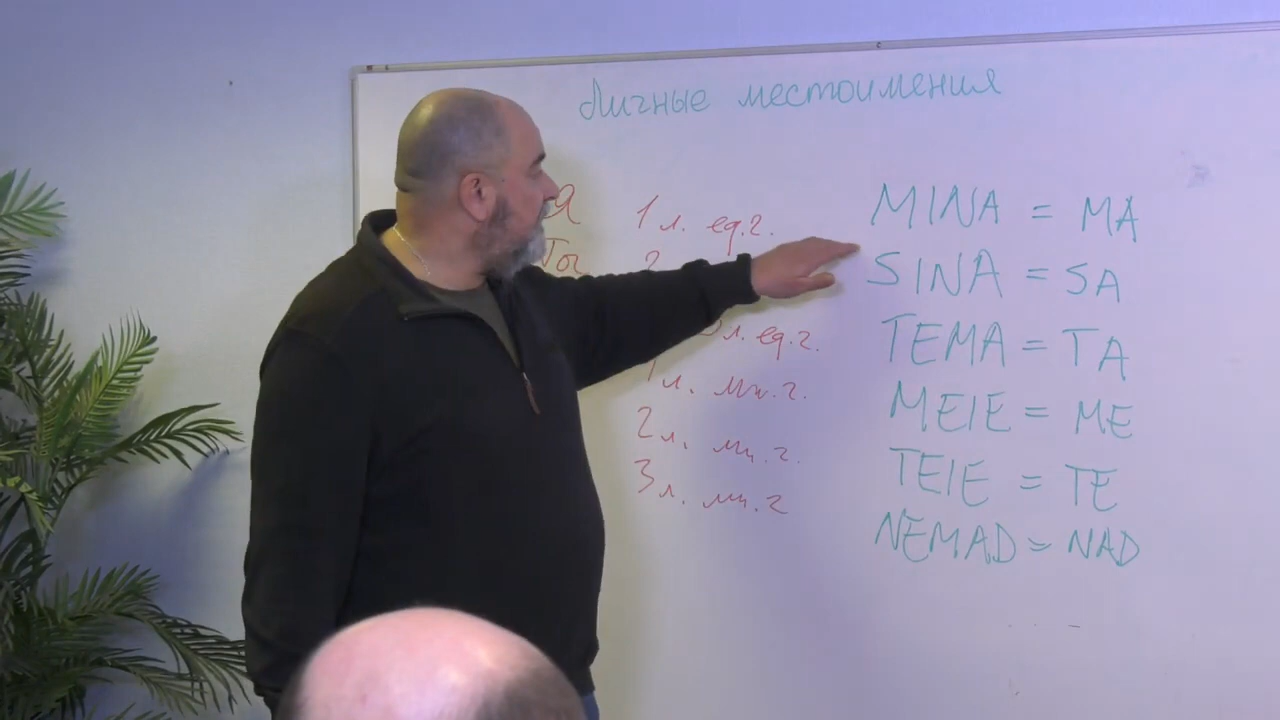 Личные местоимения
Я 1 л. ед.ч. MINA = MA
Ты 2 SINA = SA
л. ед.ч. TEMA = TA
1 л. мн.ч. MEIE = ME
2 л. мн.ч. TEIE = TE
3 л. мн.ч NEMAD = NAD